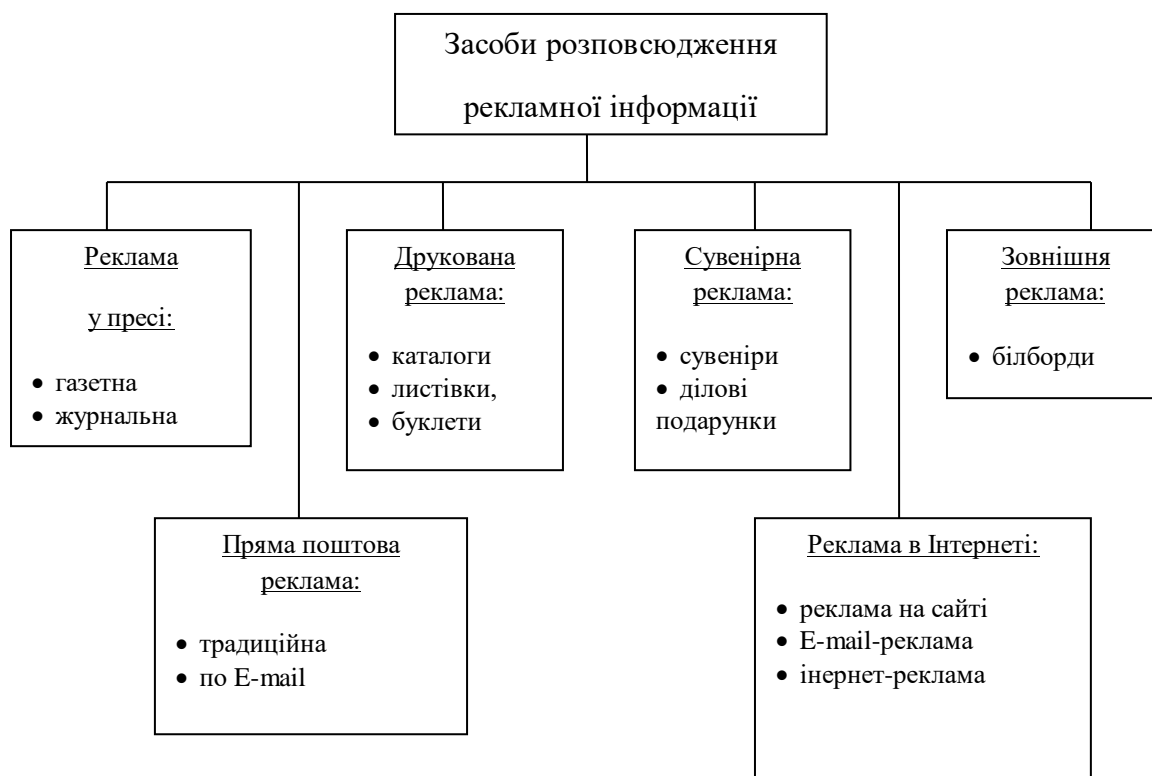 Засоби розповсюдження
рекламної інформації
Реклама
у пресі:
• газетна
• журнальна
Друкована
реклама:
• каталоги
• листівки,
• буклети
Сувенірна
реклама:
• сувеніри
• ділові
подарунки
Зовнішня
реклама:
• білборди
Пряма поштова
реклама:
• традиційна
• по E-mail
Реклама в Інтернеті:
• реклама на сайті
• E-mail-реклама
• інернет-реклама